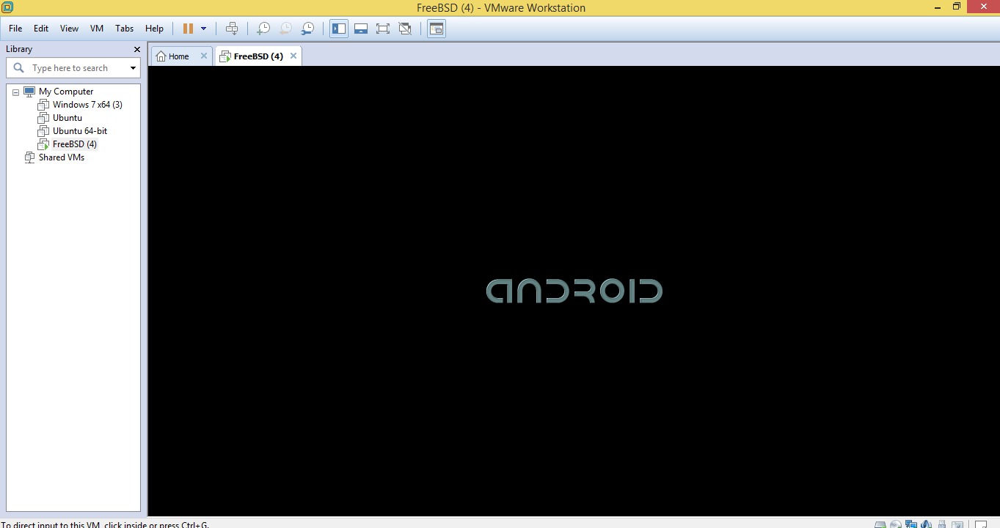 FreeBSD (4) - VMware Workstation
File Edit View VM Tabs Help
Library
Home FreeBSD (4)
Type here to search
My Computer
Windows 7 x64 (3)
Ubuntu
Ubuntu 64-bit
FreeBSD (4)
Shared VMs
ANDROID
To direct input to this VM, click inside or press Ctrl+G.